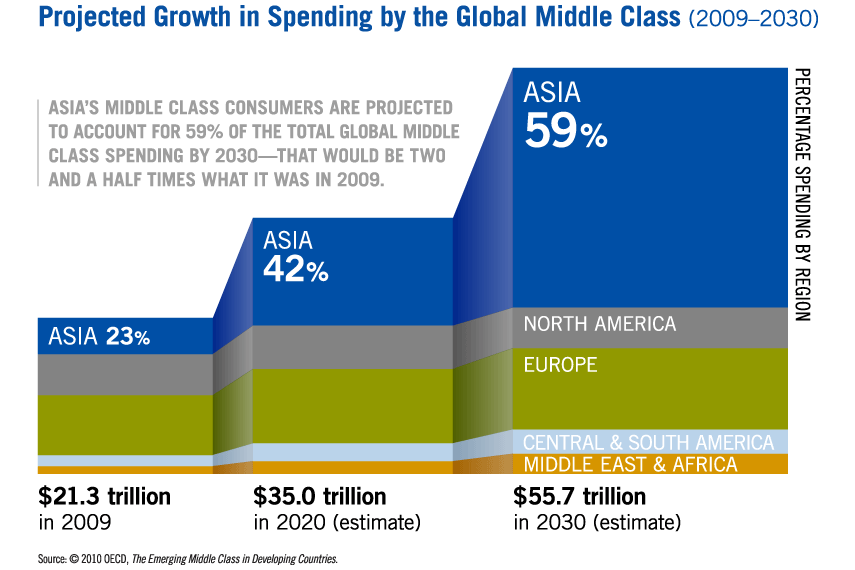 Projected Growth in Spending by the Global Middle Class (2009–2030)
ASIA'S MIDDLE CLASS CONSUMERS ARE PROJECTED
TO ACCOUNT FOR 59% OF THE TOTAL GLOBAL MIDDLE
CLASS SPENDING BY 2030—THAT WOULD BE TWO
AND A HALF TIMES WHAT IT WAS IN 2009.
ASIA 23%
ASIA
42%
ASIA
59%
NORTH AMERICA
EUROPE
CENTRAL & SOUTH AMERICA
MIDDLE EAST & AFRICA
PERCENTAGE SPENDING BY REGION
$21.3 trillion
in 2009
$35.0 trillion
in 2020 (estimate)
$55.7 trillion
in 2030 (estimate)
Source: © 2010 OECD, The Emerging Middle Class in Developing Countries.